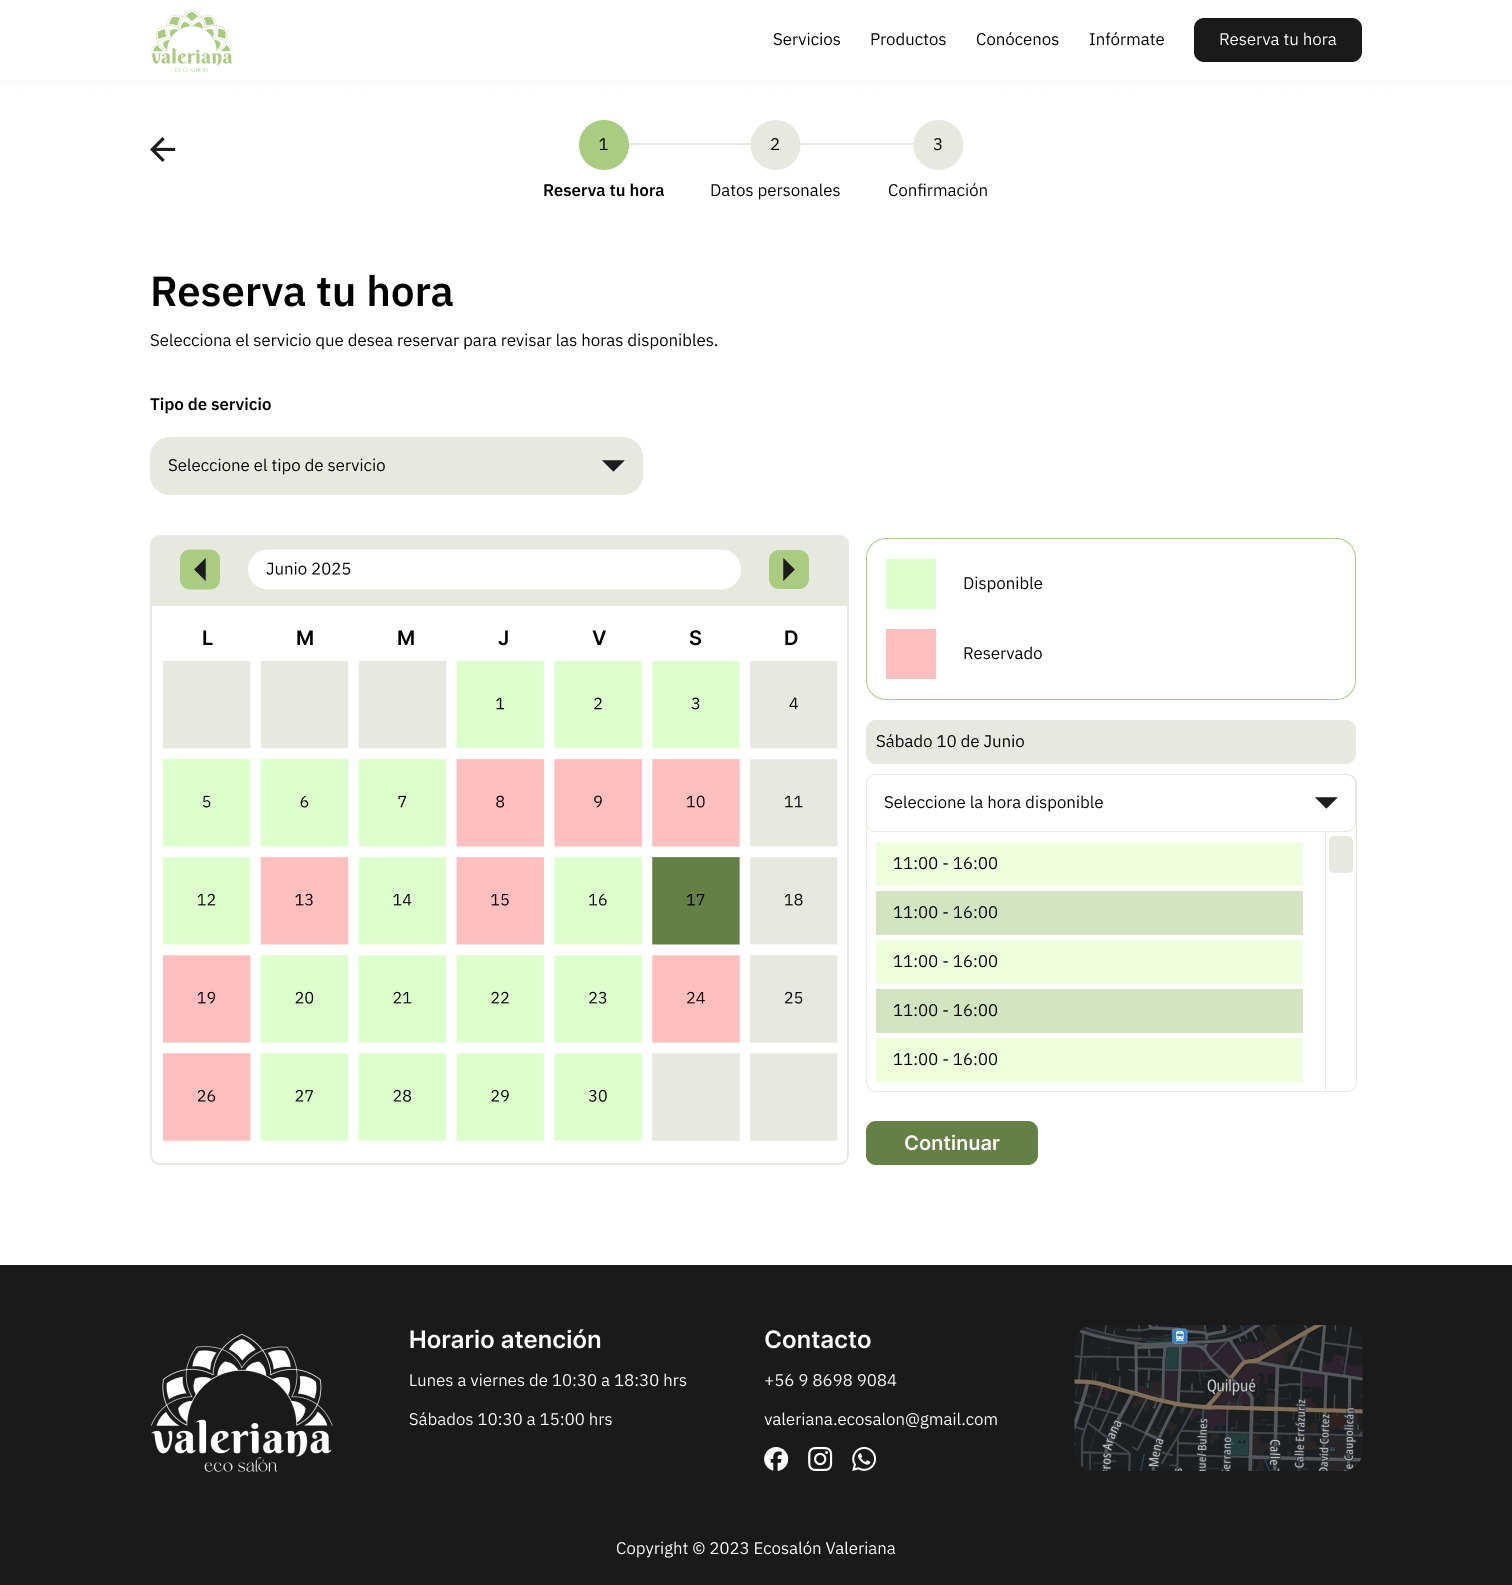 valeriana
eco salón
Servicios
Productos
Conócenos
Infórmate
Reserva tu hora
1
2
3
Reserva tu hora
Datos personales
Confirmación
Reserva tu hora
Selecciona el servicio que desea reservar para revisar las horas disponibles.
Tipo de servicio
Seleccione el tipo de servicio
Junio 2025
L M M J V S D
1 2 3 4
5 6 7 8 9 10 11
12 13 14 15 16 17 18
19 20 21 22 23 24 25
26 27 28 29 30
Disponible
Reservado
Sábado 10 de Junio
Seleccione la hora disponible
11:00 - 16:00
11:00 - 16:00
11:00 - 16:00
11:00 - 16:00
11:00 - 16:00
Continuar
valeriana
eco salón
Horario atención
Lunes a viernes de 10:30 a 18:30 hrs
Sábados 10:30 a 15:00 hrs
Contacto
+56 9 8698 9084
valeriana.ecosalon@gmail.com
Quilpué
Arana
Mena
Bulnes
Calle
Calle Errázuriz
David Cortez
Caupolicán
Copyright © 2023 Ecosalón Valeriana